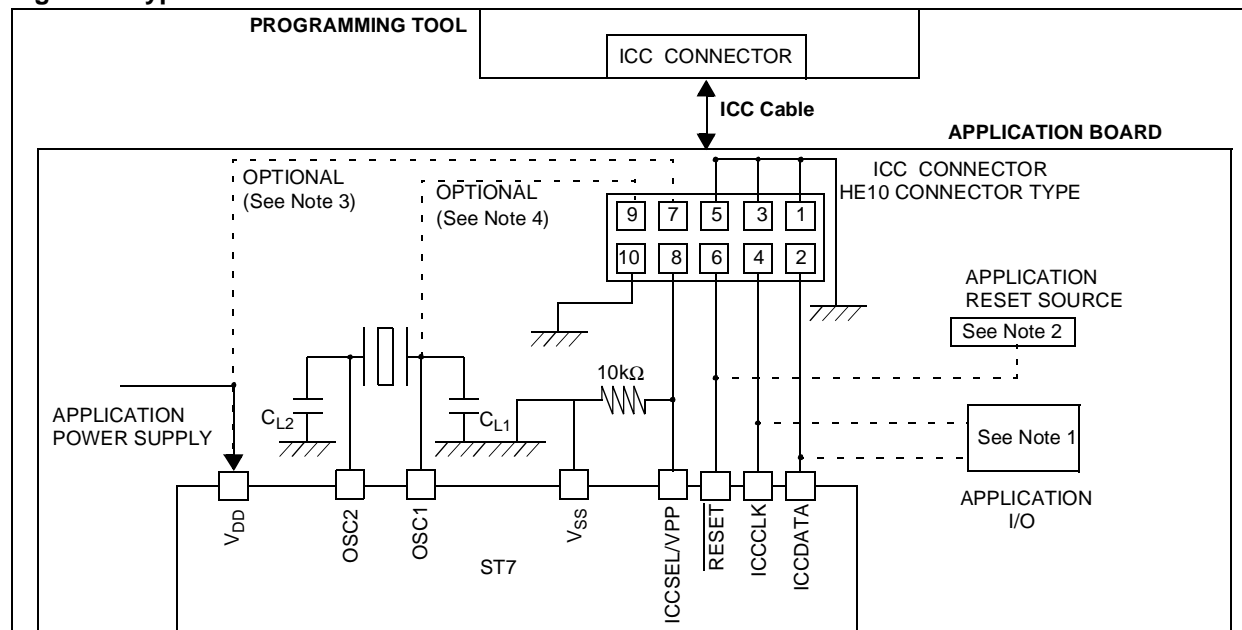 PROGRAMMING TOOL
ICC CONNECTOR
ICC Cable
APPLICATION BOARD
OPTIONAL
(See Note 3)
OPTIONAL
(See Note 4)
ICC CONNECTOR
HE10 CONNECTOR TYPE
9 7 5 3 1
10 8 6 4 2
APPLICATION
RESET SOURCE
See Note 2
10kΩ
APPLICATION
POWER SUPPLY
CL2
CL1
See Note 1
APPLICATION
I/O
VDD
OSC2
OSC1
VSS
ICCSEL/VPP
RESET
ICCCLK
ICCDATA
ST7